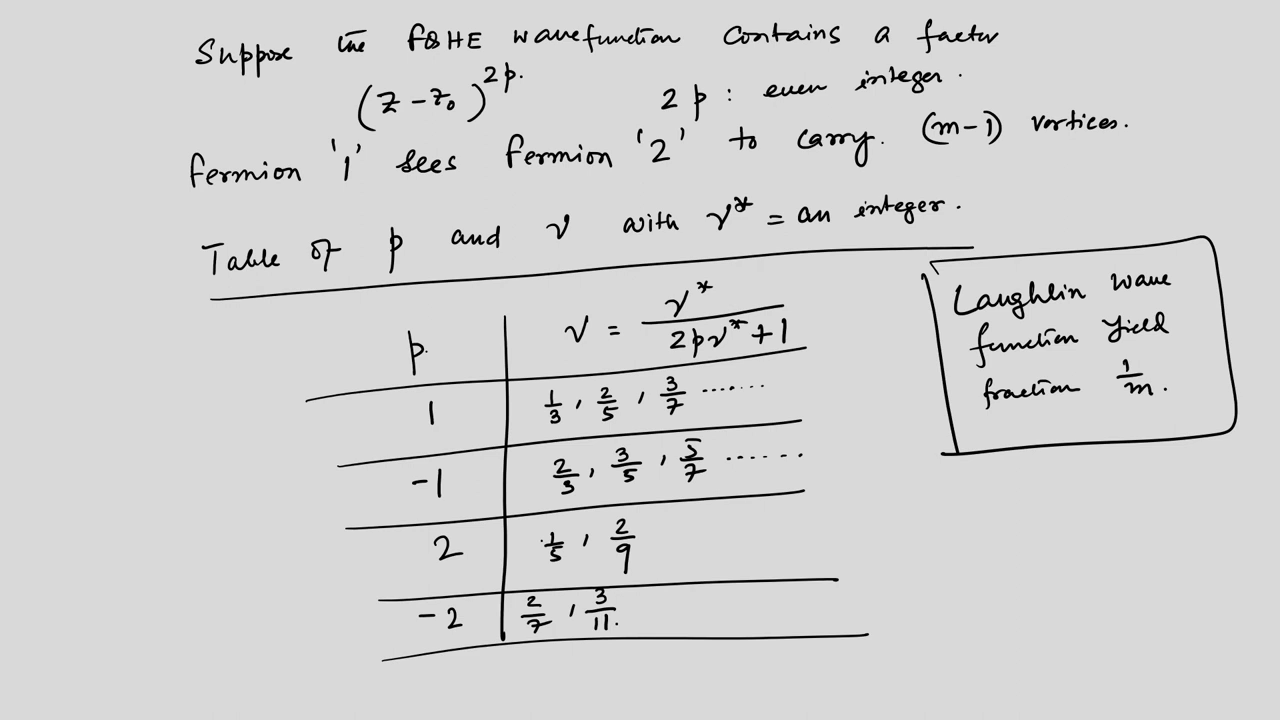 Suppose the FQHE wavefunction contains a factor
(z-z₀)^{2p}. 2p : even integer.
fermion '1' sees fermion '2' to carry (m-1) vortices.
Table of p and ν with ν* = an integer.
p. ν = ν*/(2pν*+1)
1 1/3, 2/5, 3/7 .......
-1 2/3, 3/5, 5/7 ......
2 1/5, 2/9
-2 2/7, 3/11.
Laughlin wave
function yield
fraction 1/m.